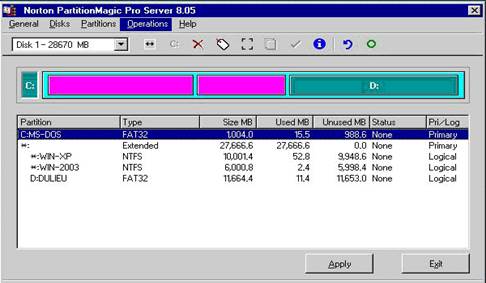 Norton PartitionMagic Pro Server 8.05
General Disks Partitions Operations Help
Disk 1 - 28670 MB C:
C: D:
Partition Type Size MB Used MB Unused MB Status Pri/Log
C:MS-DOS FAT32 1,004.0 15.5 988.6 None Primary
*: Extended 27,666.6 27,666.6 0.0 None Primary
*:WIN-XP NTFS 10,001.4 52.8 9,948.6 None Logical
*:WIN-2003 NTFS 6,000.8 2.4 5,998.4 None Logical
D:DULIEU FAT32 11,664.4 11.4 11,653.0 None Logical
Apply Exit